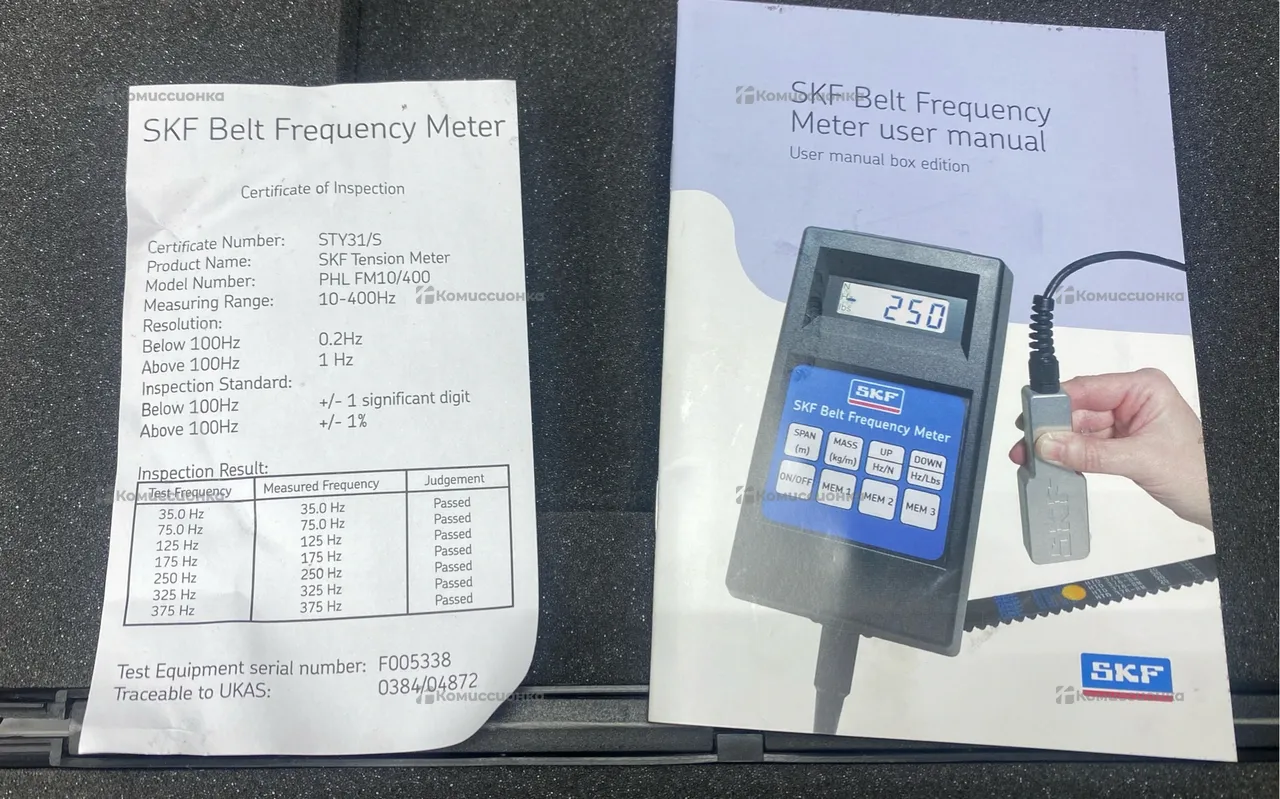 SKF Belt Frequency Meter
Certificate of Inspection
Certificate Number: STY31/S
Product Name: SKF Tension Meter
Model Number: PHL FM10/400
Measuring Range: 10-400Hz
Resolution:
Below 100Hz 0.2Hz
Above 100Hz 1 Hz
Inspection Standard:
Below 100Hz +/- 1 significant digit
Above 100Hz +/- 1%
Inspection Result:
Test Frequency Measured Frequency Judgement
35.0 Hz 35.0 Hz Passed
75.0 Hz 75.0 Hz Passed
125 Hz 125 Hz Passed
175 Hz 175 Hz Passed
250 Hz 250 Hz Passed
325 Hz 325 Hz Passed
375 Hz 375 Hz Passed
Test Equipment serial number: F005338
Traceable to UKAS: 0384/04872
SKF Belt Frequency
Meter user manual
User manual box edition
250
SKF
SKF Belt Frequency Meter
SPAN (m) MASS (kg/m) UP Hz/N DOWN Hz/Lbs
ON/OFF MEM 1 MEM 2 MEM 3
SKF
SKF
Комиссионка
Комиссионка
Комиссионка
Комиссионка
Комиссионка
Комиссионка
Комиссионка
Комиссионка